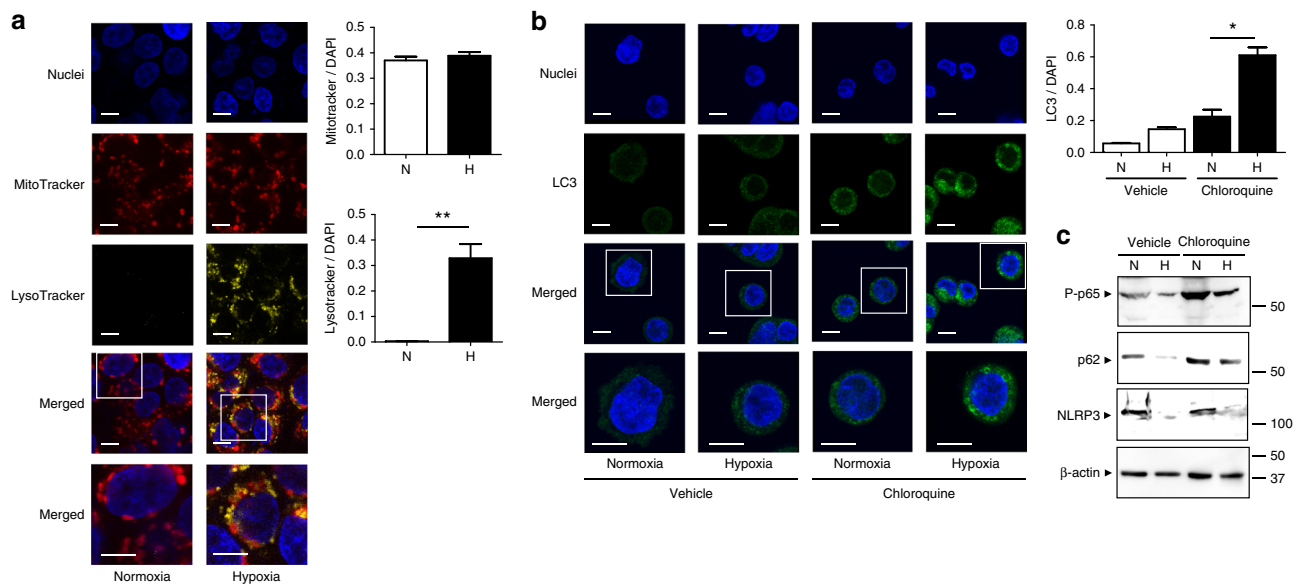 a
Nuclei
MitoTracker
LysoTracker
Merged
Merged
Normoxia
Hypoxia
Mitotracker / DAPI
0.5
0.4
0.3
0.2
0.1
0.0
N
H
Lysotracker / DAPI
0.5
0.4
0.3
0.2
0.1
0.0
**
N
H
b
Nuclei
LC3
Merged
Merged
Normoxia
Hypoxia
Normoxia
Hypoxia
Vehicle
Chloroquine
LC3 / DAPI
0.8
0.6
0.4
0.2
0.0
*
N
H
N
H
Vehicle
Chloroquine
c
Vehicle
Chloroquine
N
H
N
H
P-p65
50
p62
50
NLRP3
100
β-actin
50
37